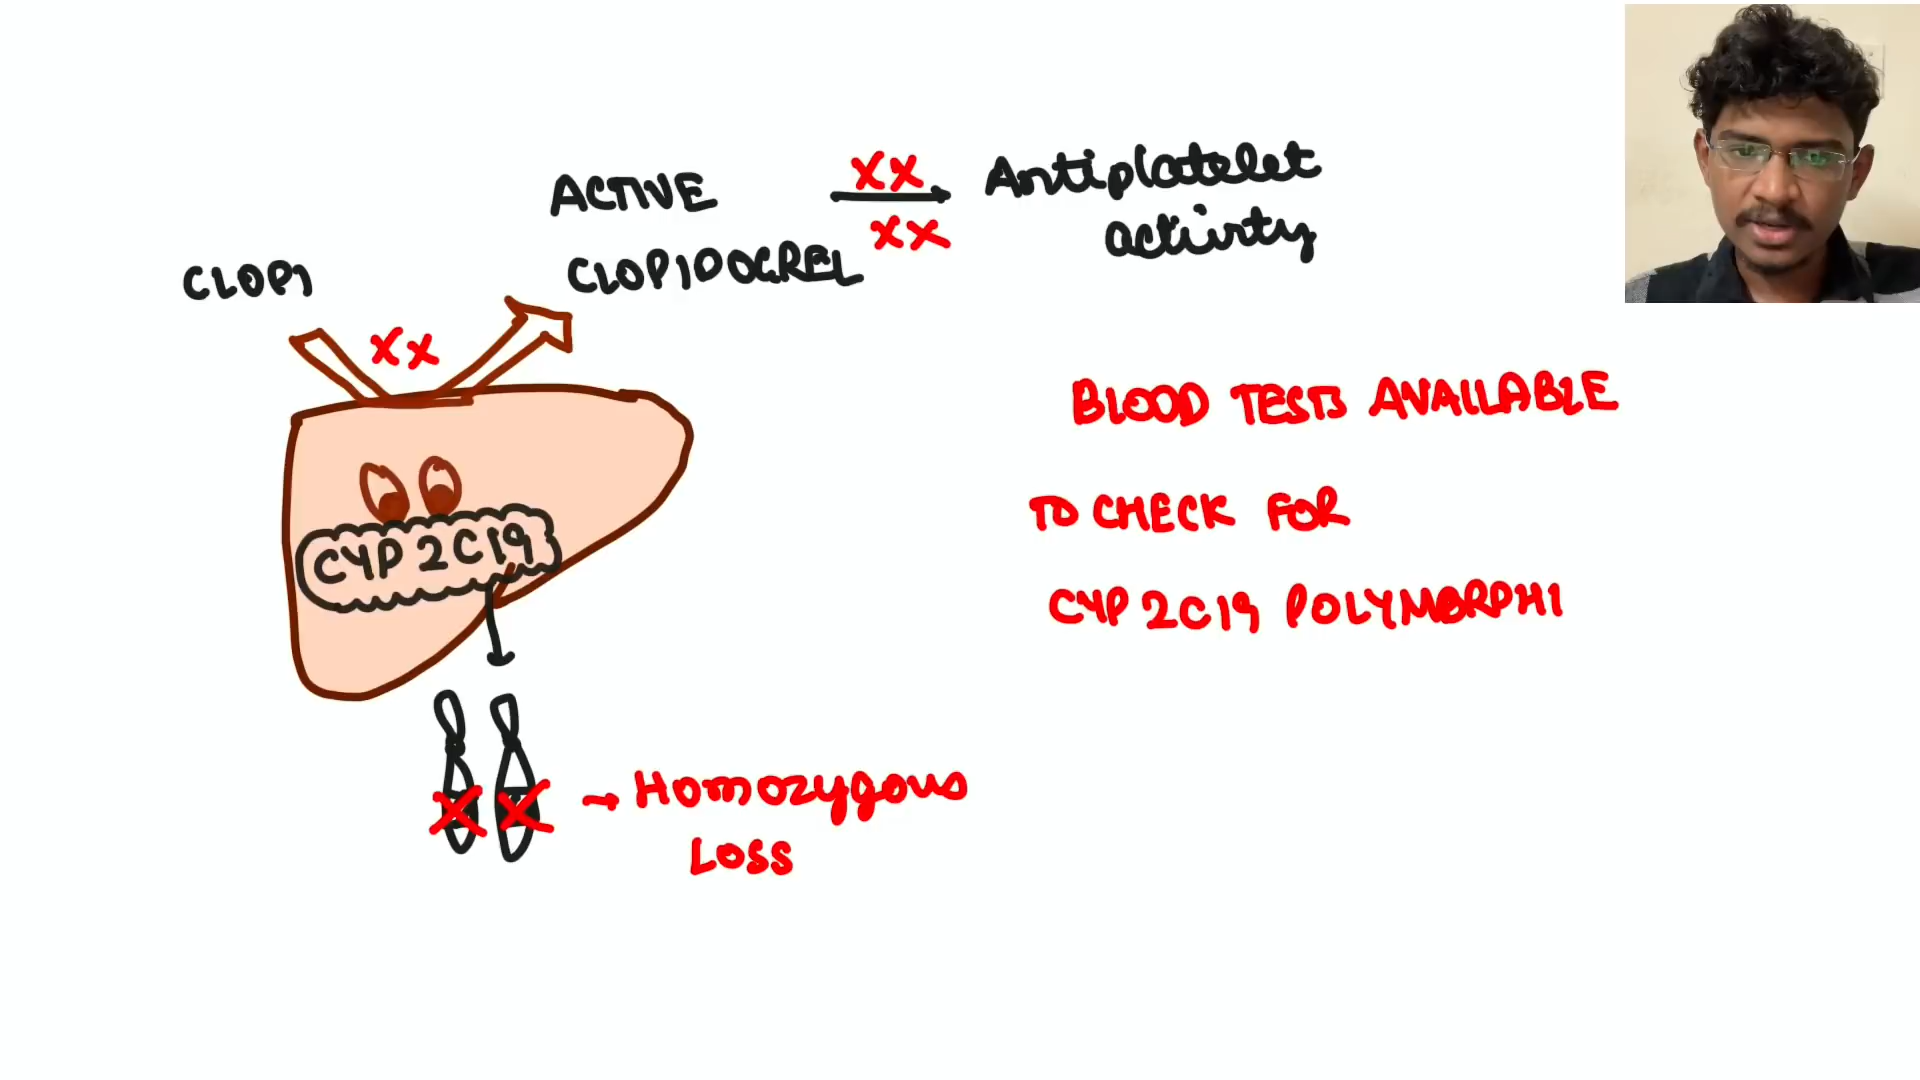 CLOPI
ACTIVE
CLOPIDOGREL
XX
XX
XX
Antiplatelet
activity
CYP 2C19
BLOOD TESTS AVAILABLE
TO CHECK FOR
CYP 2C19 POLYMORPHI
→ Homozygous
LOSS